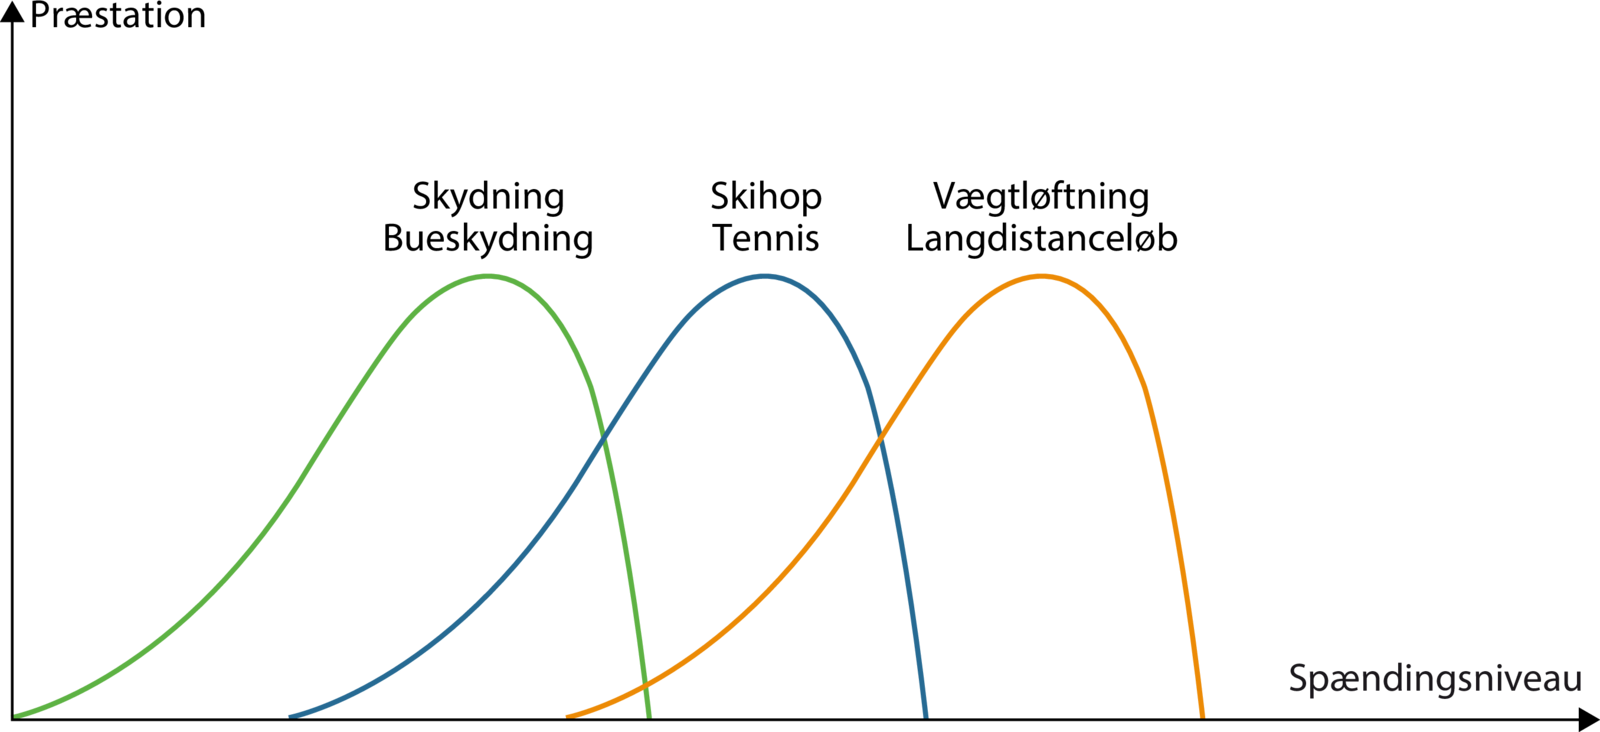 Præstation
Skydning
Bueskydning
Skihop
Tennis
Vægtløftning
Langdistanceløb
Spændingsniveau